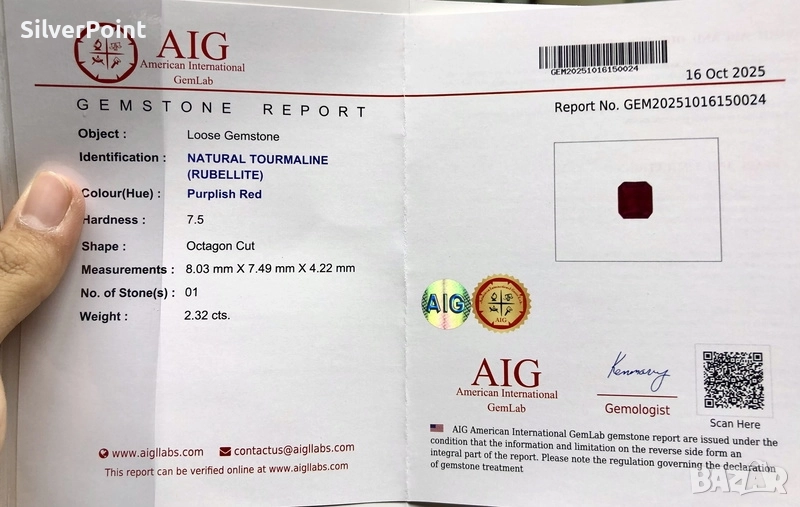 SilverPoint
AIG
American International
GemLab
GEMSTONE REPORT
Object : Loose Gemstone
Identification : NATURAL TOURMALINE
(RUBELLITE)
Colour(Hue) : Purplish Red
Hardness : 7.5
Shape : Octagon Cut
Measurements : 8.03 mm X 7.49 mm X 4.22 mm
No. of Stone(s) : 01
Weight : 2.32 cts.
www.aigllabs.com contactus@aigllabs.com
This report can be verified online at www.aigllabs.com
GEM20251016150024
16 Oct 2025
Report No. GEM20251016150024
AIG
AIG
AIG
American International
GemLab
Kenmavy
Gemologist
Scan Here
AIG American International GemLab gemstone report are issued under the
condition that the information and limitation on the reverse side form an
integral part of the report. Please note the regulation governing the declaration
of gemstone treatment
BAZAR